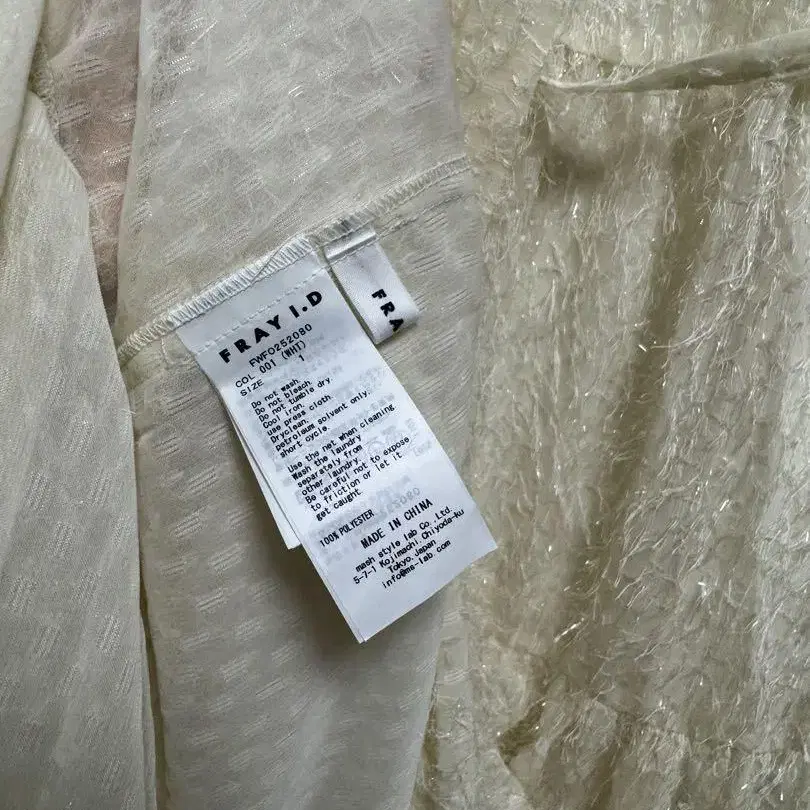 FRAY I.D
FWFO252080
COL 001 (WHT)
SIZE 1
Do not wash.
Do not bleach.
Do not tumble dry.
Cool iron.
use press cloth.
Dryclean.
petroleum solvent only.
short cycle.
Use the net when cleaning
Wash the laundry
separately from
other laundry.
Be careful not to expose
to friction or let it
get caught.
100% POLYESTER
MADE IN CHINA
mash style lab Co., Ltd.
5-7-1 Kojimachi, Chiyoda-ku
Tokyo, Japan
info@ms-lab.com
FRA